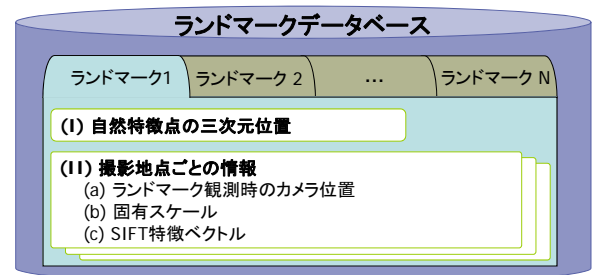 ランドマークデータベース
ランドマーク1 ランドマーク 2 ... ランドマーク N
(I) 自然特徴点の三次元位置
(II) 撮影地点ごとの情報
(a) ランドマーク観測時のカメラ位置
(b) 固有スケール
(c) SIFT特徴ベクトル